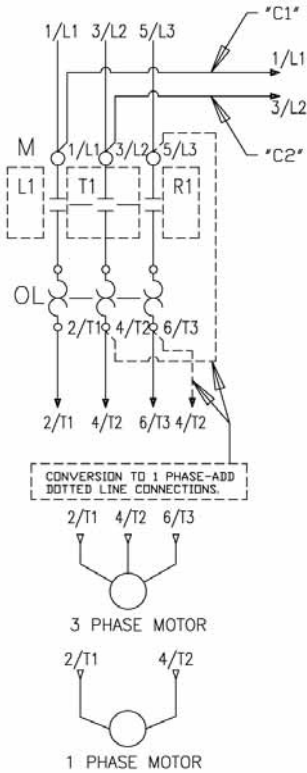 "C1"
1/L1 3/L2 5/L3
1/L1
3/L2
M 1/L1 3/L2 5/L3
"C2"
L1 T1 R1
OL
2/T1 4/T2 6/T3
2/T1 4/T2 6/T3 4/T2
CONVERSION TO 1 PHASE-ADD
DOTTED LINE CONNECTIONS.
2/T1 4/T2 6/T3
3 PHASE MOTOR
2/T1 4/T2
1 PHASE MOTOR